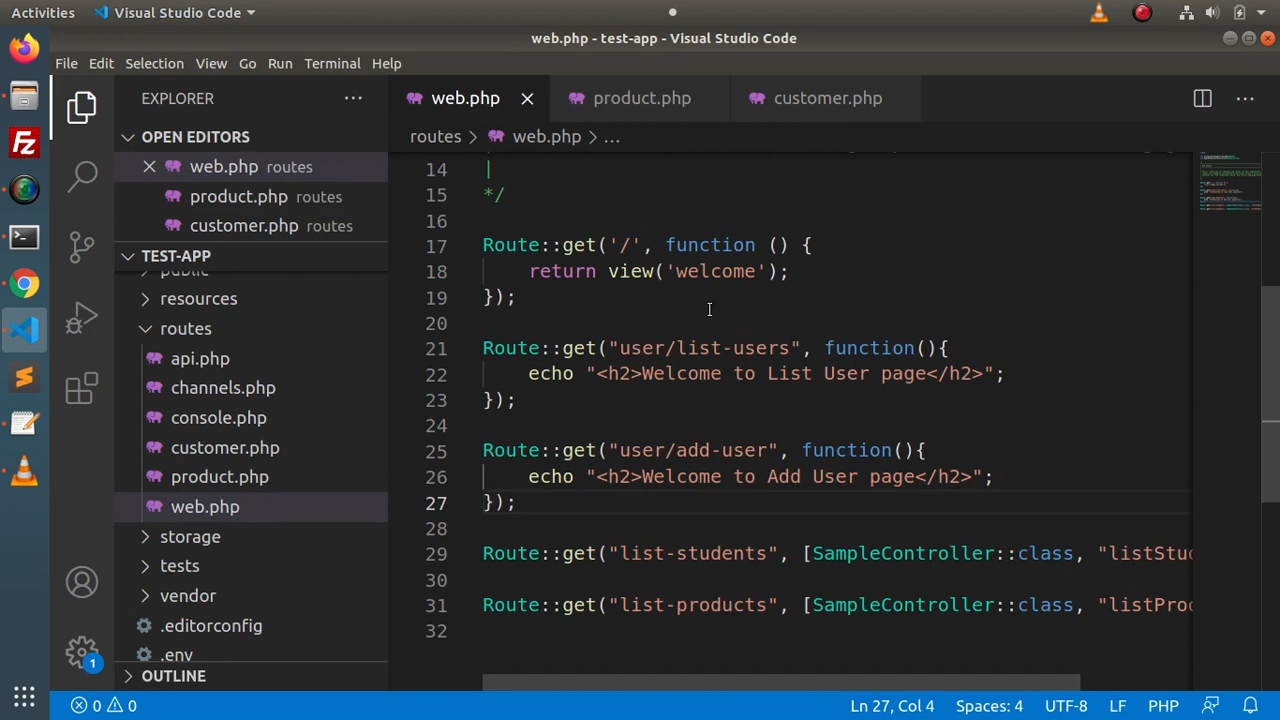 Activities Visual Studio Code
web.php - test-app - Visual Studio Code
File Edit Selection View Go Run Terminal Help
EXPLORER
web.php product.php customer.php
OPEN EDITORS
web.php routes
product.php routes
customer.php routes
TEST-APP
public
resources
routes
api.php
channels.php
console.php
customer.php
product.php
web.php
storage
tests
vendor
.editorconfig
.env
OUTLINE
routes > web.php > ...
14 |
15 */
16
17 Route::get('/', function () {
18 return view('welcome');
19 });
20
21 Route::get("user/list-users", function(){
22 echo "<h2>Welcome to List User page</h2>";
23 });
24
25 Route::get("user/add-user", function(){
26 echo "<h2>Welcome to Add User page</h2>";
27 });
28
29 Route::get("list-students", [SampleController::class, "listStud
30
31 Route::get("list-products", [SampleController::class, "listProd
32
1
0 0 Ln 27, Col 4 Spaces: 4 UTF-8 LF PHP